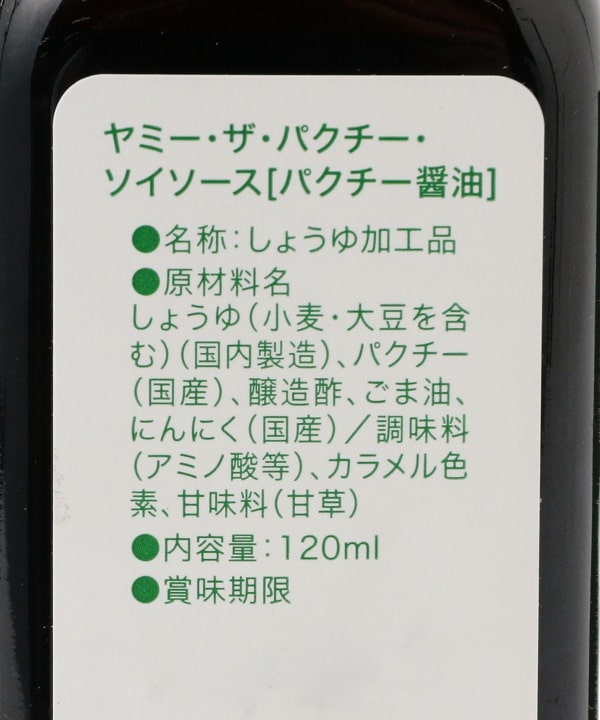 ヤミー・ザ・パクチー・
ソイソース[パクチー醤油]
●名称：しょうゆ加工品
●原材料名
しょうゆ（小麦・大豆を含
む）（国内製造）、パクチー
（国産）、醸造酢、ごま油、
にんにく（国産）／調味料
（アミノ酸等）、カラメル色
素、甘味料（甘草）
●内容量：120ml
●賞味期限